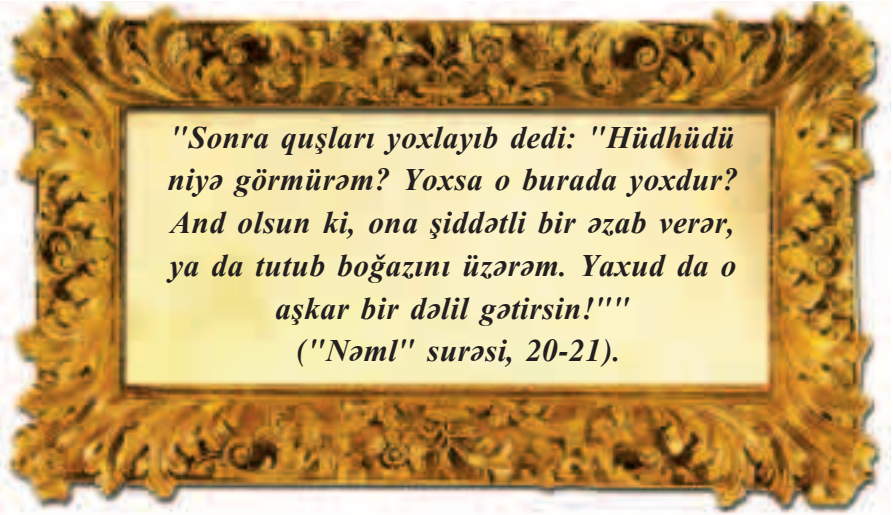 "Sonra quşları yoxlayıb dedi: "Hüdhüdü
niyə görmürəm? Yoxsa o burada yoxdur?
And olsun ki, ona şiddətli bir əzab verər,
ya da tutub boğazını üzərəm. Yaxud da o
aşkar bir dəlil gətirsin!""
("Nəml" surəsi, 20-21).